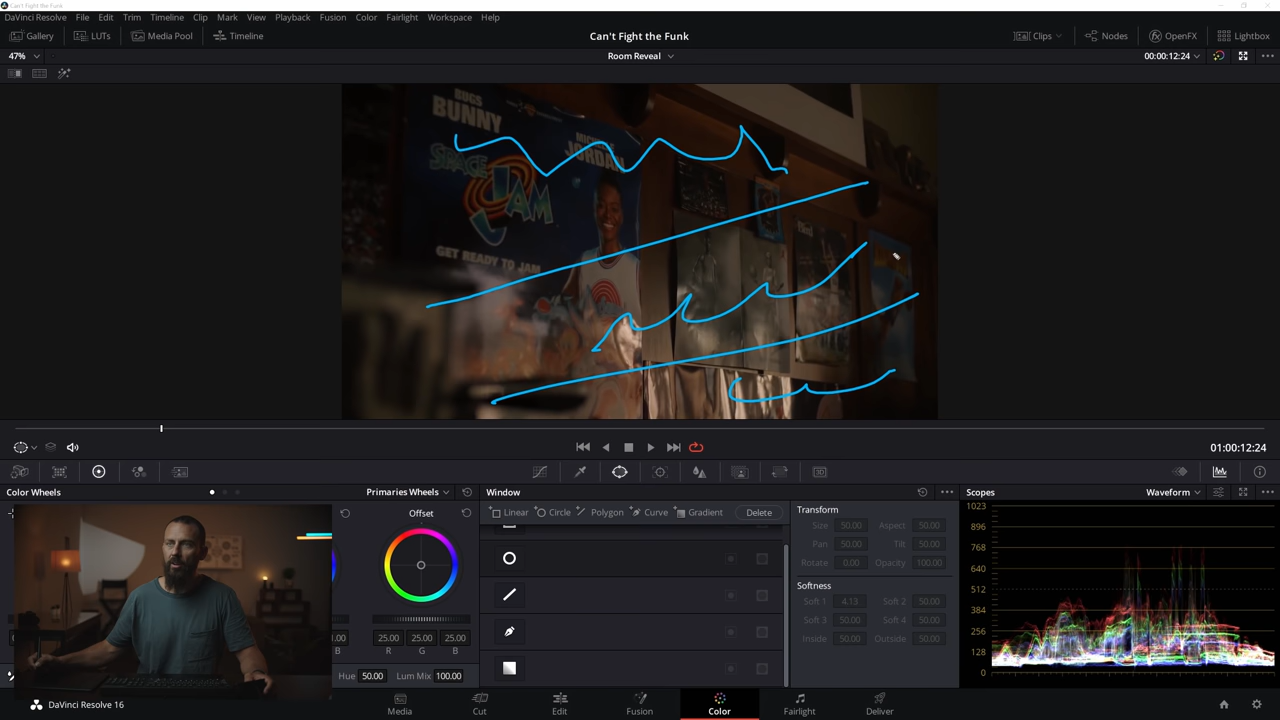 Can't Fight the Funk
DaVinci Resolve File Edit Trim Timeline Clip Mark View Playback Fusion Color Fairlight Workspace Help
Gallery LUTs Media Pool Timeline Can't Fight the Funk Clips Nodes OpenFX Lightbox
47% Room Reveal 00:00:12:24
BUGS
BUNNY
MICHAEL
JORDAN
SPACE
JAM
GET READY TO JAM
01:00:12:24
Color Wheels Primaries Wheels Window Scopes Waveform
Offset Linear Circle Polygon Curve Gradient Delete
25.00 25.00 25.00
R G B
B
Hue 50.00 Lum Mix 100.00
Transform
Size 50.00 Aspect 50.00
Pan 50.00 Tilt 50.00
Rotate 0.00 Opacity 100.00
Softness
Soft 1 4.13 Soft 2 50.00
Soft 3 50.00 Soft 4 50.00
Inside 50.00 Outside 50.00
1023
896
768
640
512
384
256
128
0
DaVinci Resolve 16 Media Cut Edit Fusion Color Fairlight Deliver